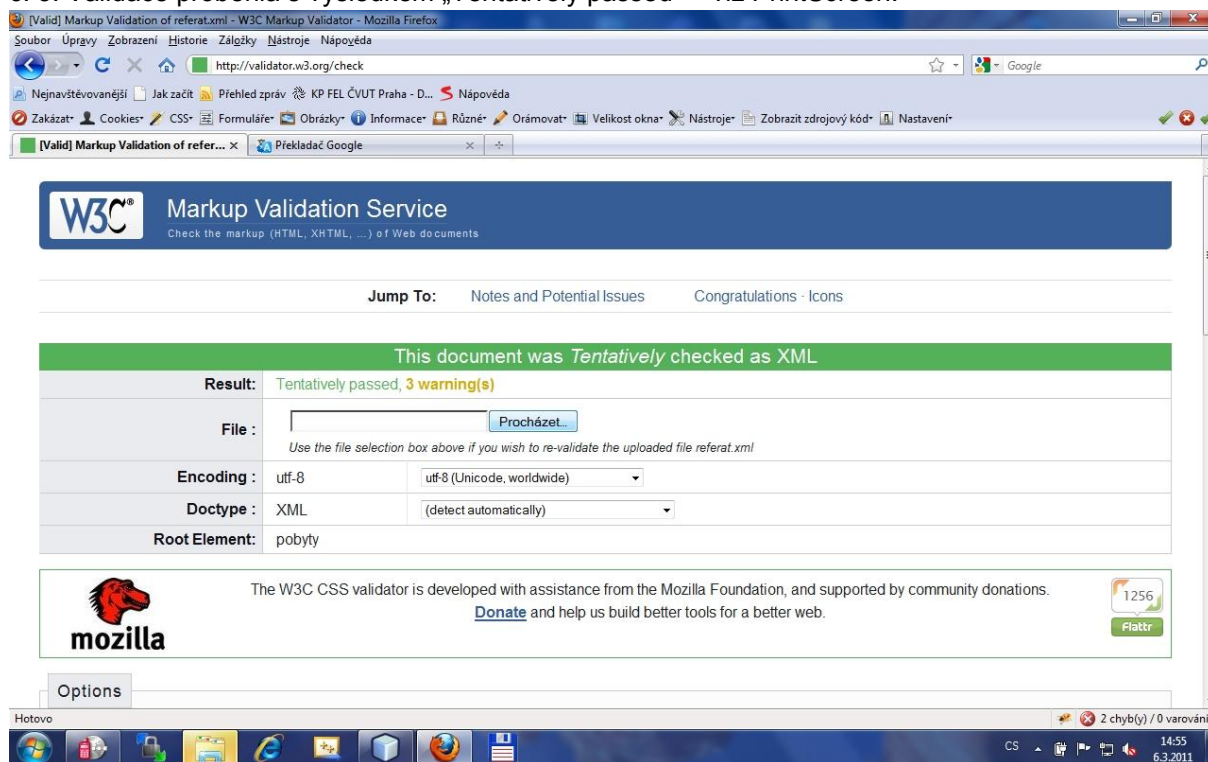 [Valid] Markup Validation of referat.xml - W3C Markup Validator - Mozilla Firefox
Soubor Úpravy Zobrazení Historie Záložky Nástroje Nápověda
http://validator.w3.org/check
Google
Nejnavštěvovanější Jak začít Přehled zpráv KP FEL ČVUT Praha - D... Nápověda
Zakázat Cookies CSS Formuláře Obrázky Informace Různé Orámovat Velikost okna Nástroje Zobrazit zdrojový kód Nastavení
[Valid] Markup Validation of refer... × Překladač Google ×
W3C® Markup Validation Service
Check the markup (HTML, XHTML, ...) of Web documents
Jump To: Notes and Potential Issues Congratulations · Icons
This document was Tentatively checked as XML
Result: Tentatively passed, 3 warning(s)
File : Procházet...
Use the file selection box above if you wish to re-validate the uploaded file referat.xml
Encoding : utf-8 utf-8 (Unicode, worldwide)
Doctype : XML (detect automatically)
Root Element: pobyty
The W3C CSS validator is developed with assistance from the Mozilla Foundation, and supported by community donations.
Donate and help us build better tools for a better web.
mozilla
1256
Flattr
Options
Hotovo 2 chyb(y) / 0 varování
CS 14:55
6.3.2011